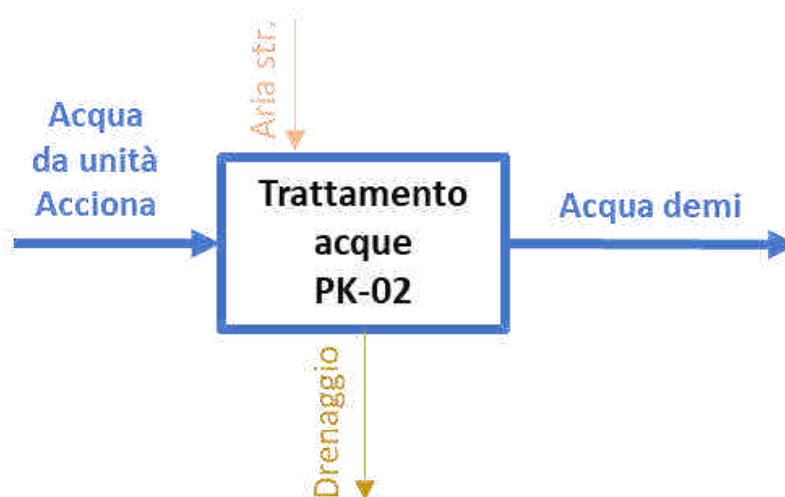 Aria str.
Acqua
da unità
Acciona
Trattamento
acque
PK-02
Acqua demi
Drenaggio